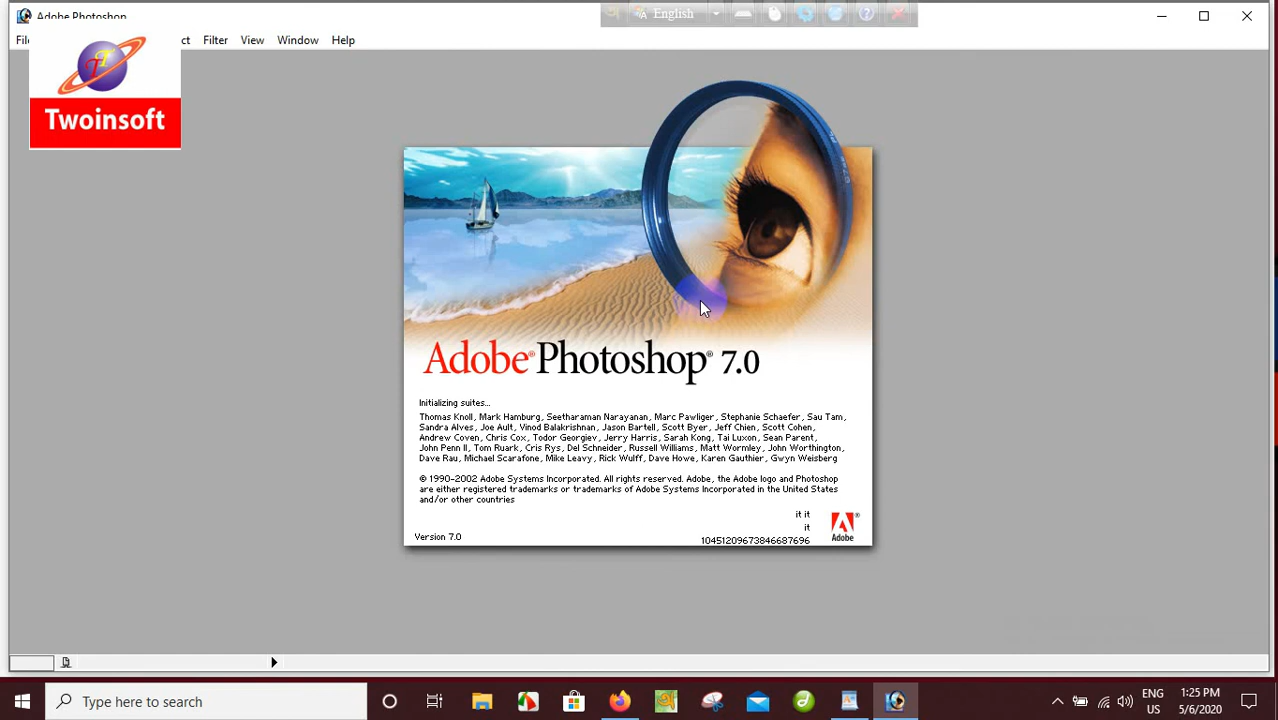 Adobe Photoshop
English
Filter View Window Help
Twoinsoft
Adobe® Photoshop® 7.0
Initializing suites...
Thomas Knoll, Mark Hamburg, Seetharaman Narayanan, Marc Pawliger, Stephanie Schaefer, Sau Tam,
Sandra Alves, Joe Ault, Vinod Balakrishnan, Jason Bartell, Scott Byer, Jeff Chien, Scott Cohen,
Andrew Coven, Chris Cox, Todor Georgiev, Jerry Harris, Sarah Kong, Tai Luxon, Sean Parent,
John Penn II, Tom Ruark, Cris Rys, Del Schneider, Russell Williams, Matt Wormley, John Worthington,
Dave Rau, Michael Scarafone, Mike Leavy, Rick Wulff, Dave Howe, Karen Gauthier, Gwyn Weisberg
© 1990-2002 Adobe Systems Incorporated. All rights reserved. Adobe, the Adobe logo and Photoshop
are either registered trademarks or trademarks of Adobe Systems Incorporated in the United States
and/or other countries
it it
it
10451209673846687696
Version 7.0
Adobe
Type here to search
ENG
US
1:25 PM
5/6/2020